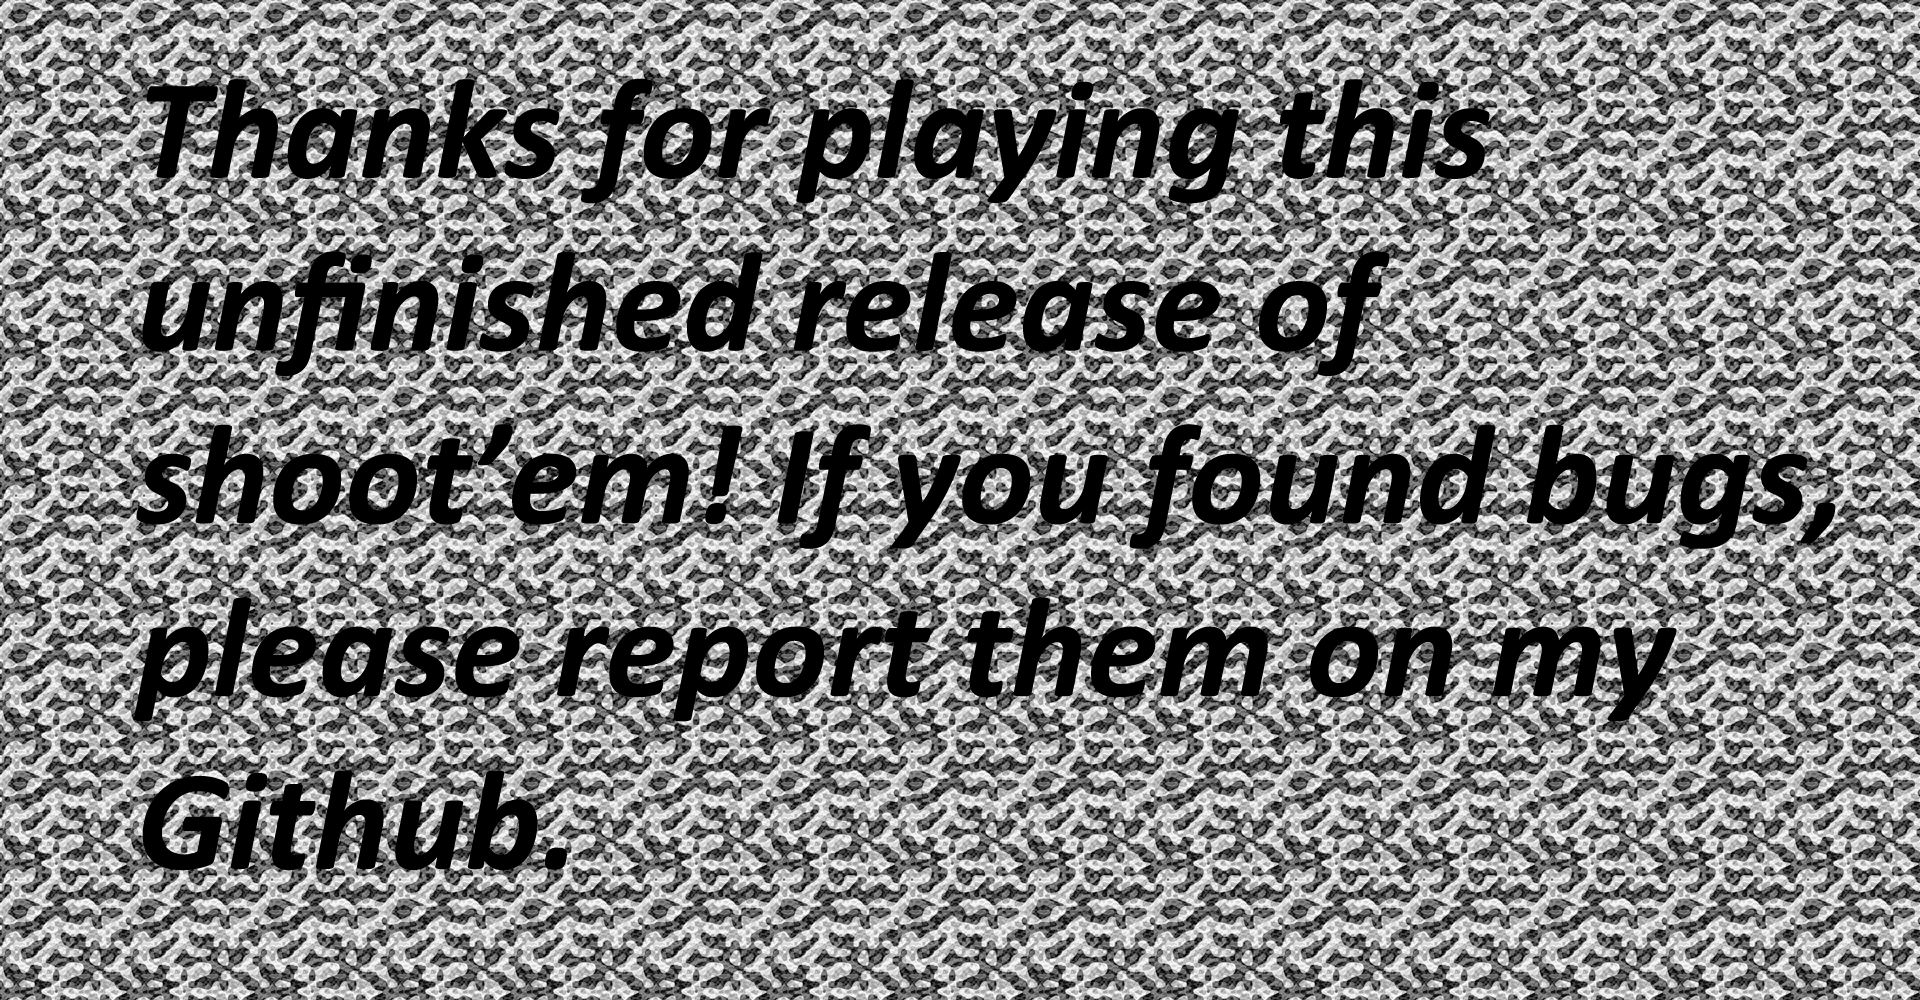 Thanks for playing this
unfinished release of
shoot’em! If you found bugs,
please report them on my
Github.